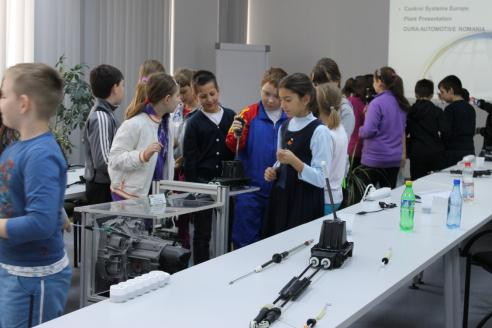 Control Systems Europe
Plant Presentation
DURA AUTOMOTIVE ROMANIA